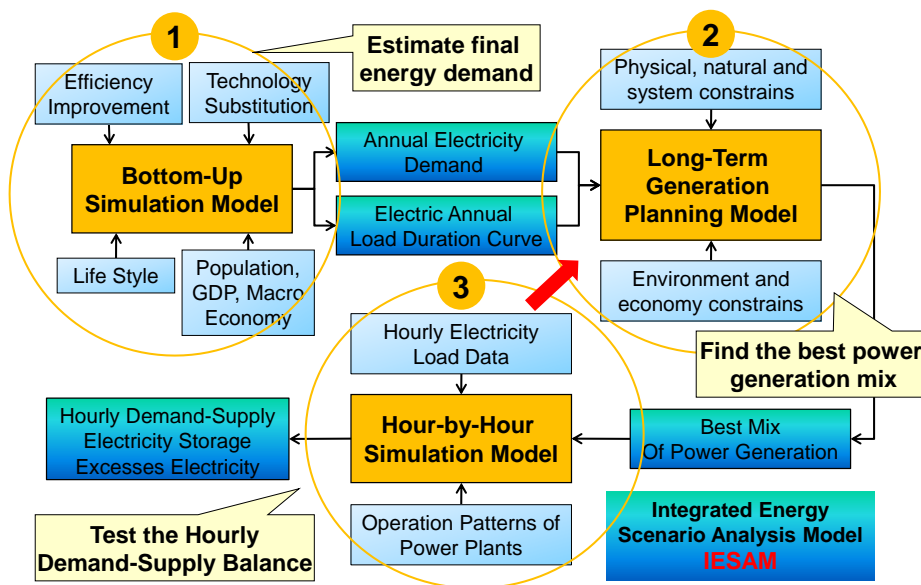 1
Estimate final
energy demand
2
Efficiency
Improvement
Technology
Substitution
Physical, natural and
system constrains
Annual Electricity
Demand
Bottom-Up
Simulation Model
Long-Term
Generation
Planning Model
Electric Annual
Load Duration Curve
Life Style
Population,
GDP, Macro
Economy
3
Environment and
economy constrains
Hourly Electricity
Load Data
Find the best power
generation mix
Hourly Demand-Supply
Electricity Storage
Excesses Electricity
Hour-by-Hour
Simulation Model
Best Mix
Of Power Generation
Test the Hourly
Demand-Supply Balance
Operation Patterns of
Power Plants
Integrated Energy
Scenario Analysis Model
IESAM